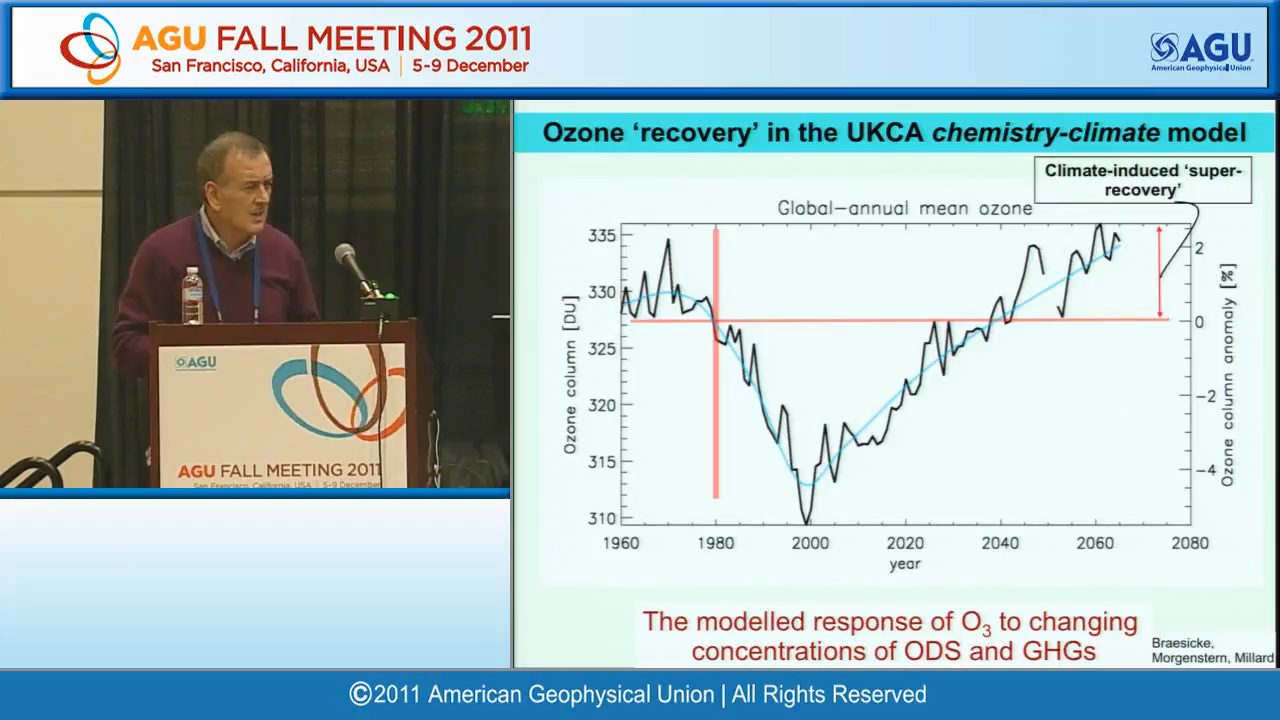 AGU FALL MEETING 2011
San Francisco, California, USA | 5-9 December
AGU
American Geophysical Union
AGU
AGU FALL MEETING 2011
San Francisco, California, USA | 5-9 December
Ozone ‘recovery’ in the UKCA chemistry-climate model
Climate-induced ‘super-
recovery’
Global-annual mean ozone
Ozone column [DU]
335
330
325
320
315
310
1960 1980 2000 2020 2040 2060 2080
year
2
0
-2
-4
Ozone column anomaly [%]
The modelled response of O3 to changing
concentrations of ODS and GHGs
Braesicke,
Morgenstern, Millard
©2011 American Geophysical Union | All Rights Reserved